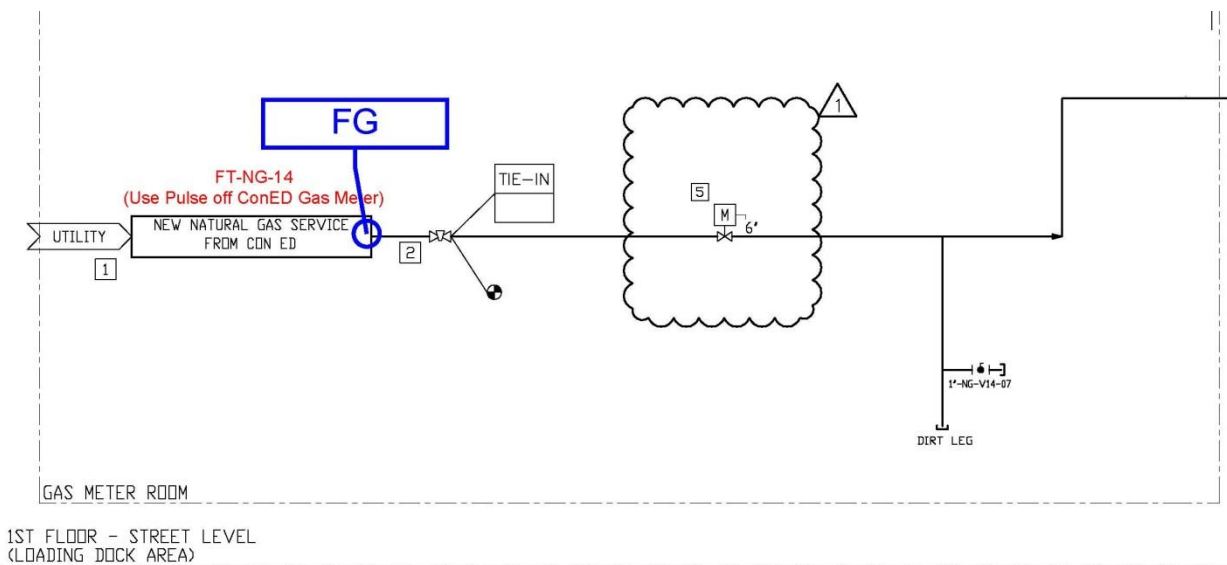 FG
FT-NG-14
(Use Pulse off ConED Gas Meter)
UTILITY
NEW NATURAL GAS SERVICE
FROM CON ED
1
2
TIE-IN
5
M
6"
1
1"-NG-V14-07
DIRT LEG
GAS METER ROOM
1ST FLOOR - STREET LEVEL
(LOADING DOCK AREA)